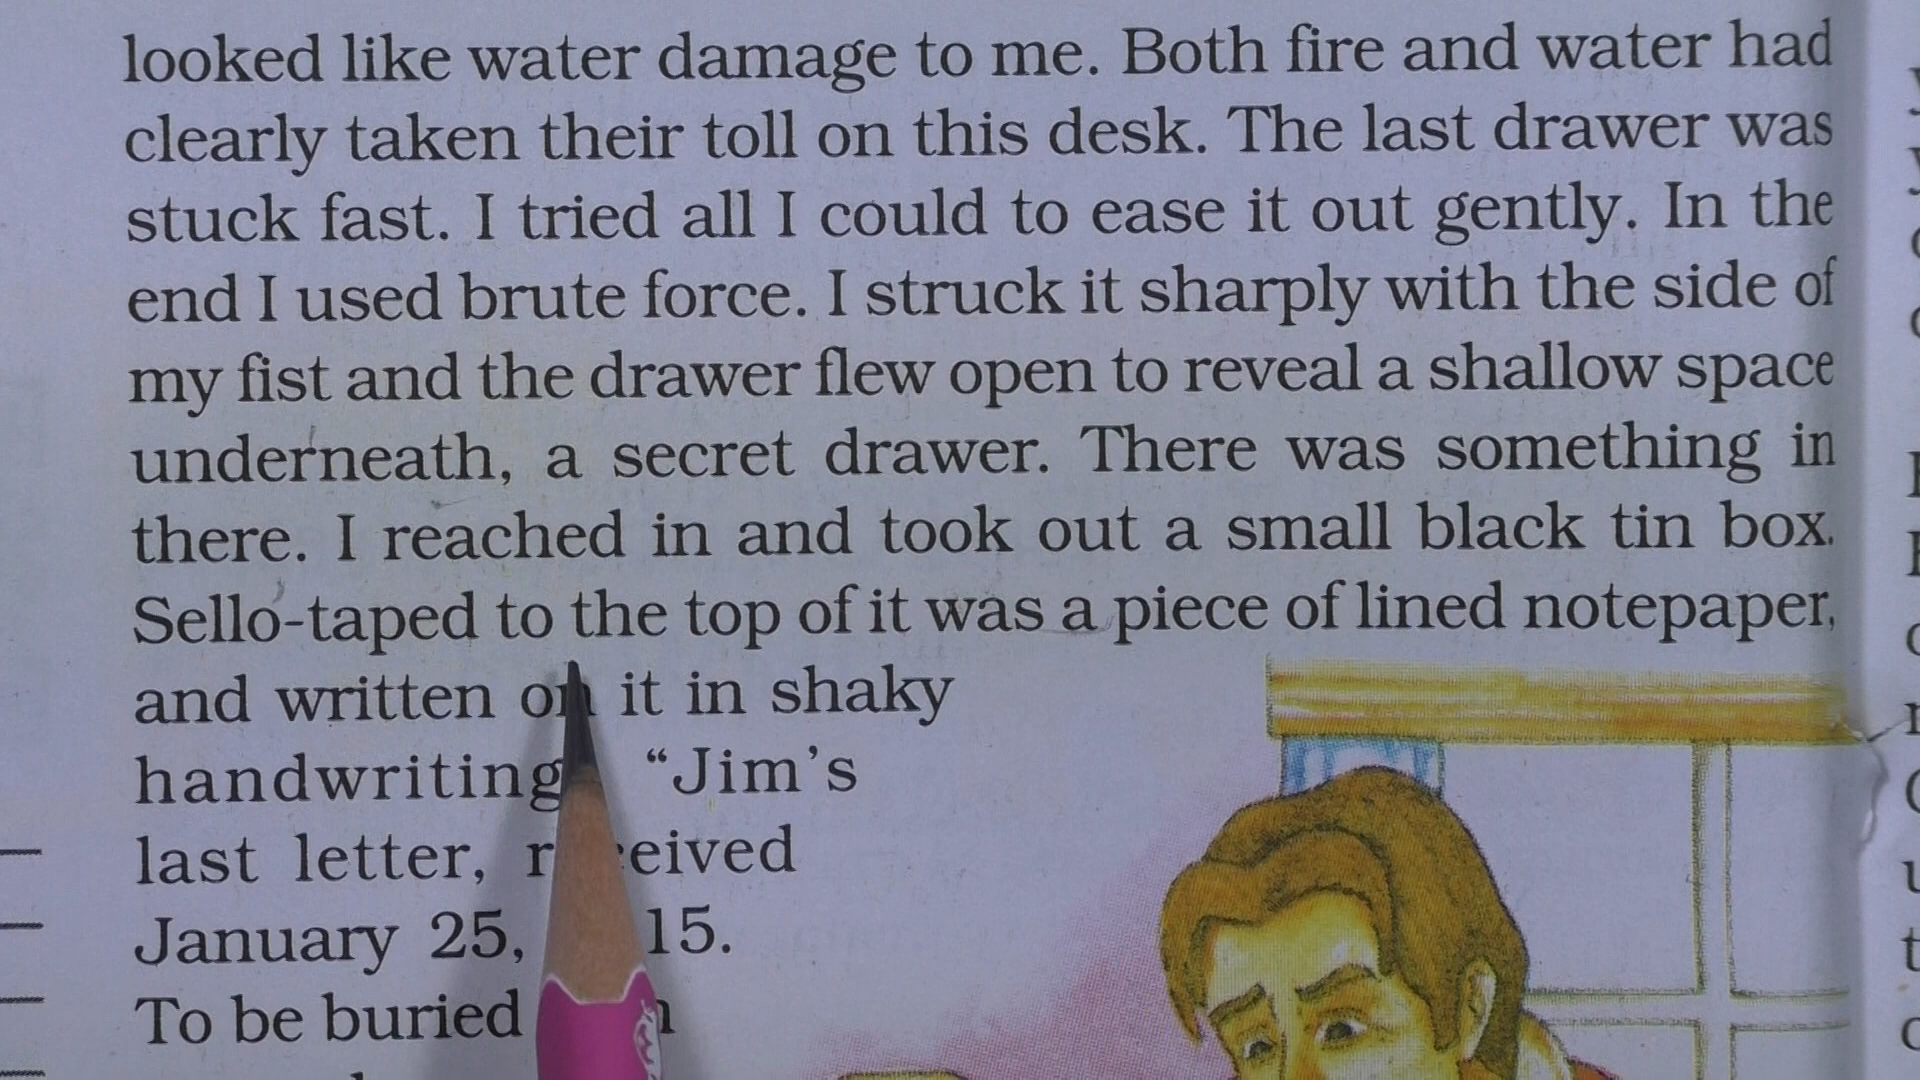 looked like water damage to me. Both fire and water had
clearly taken their toll on this desk. The last drawer was
stuck fast. I tried all I could to ease it out gently. In the
end I used brute force. I struck it sharply with the side of
my fist and the drawer flew open to reveal a shallow space
underneath, a secret drawer. There was something in
there. I reached in and took out a small black tin box.
Sello-taped to the top of it was a piece of lined notepaper,
and written on it in shaky
handwriting “Jim’s
last letter, received
January 25, 15.
To be buried